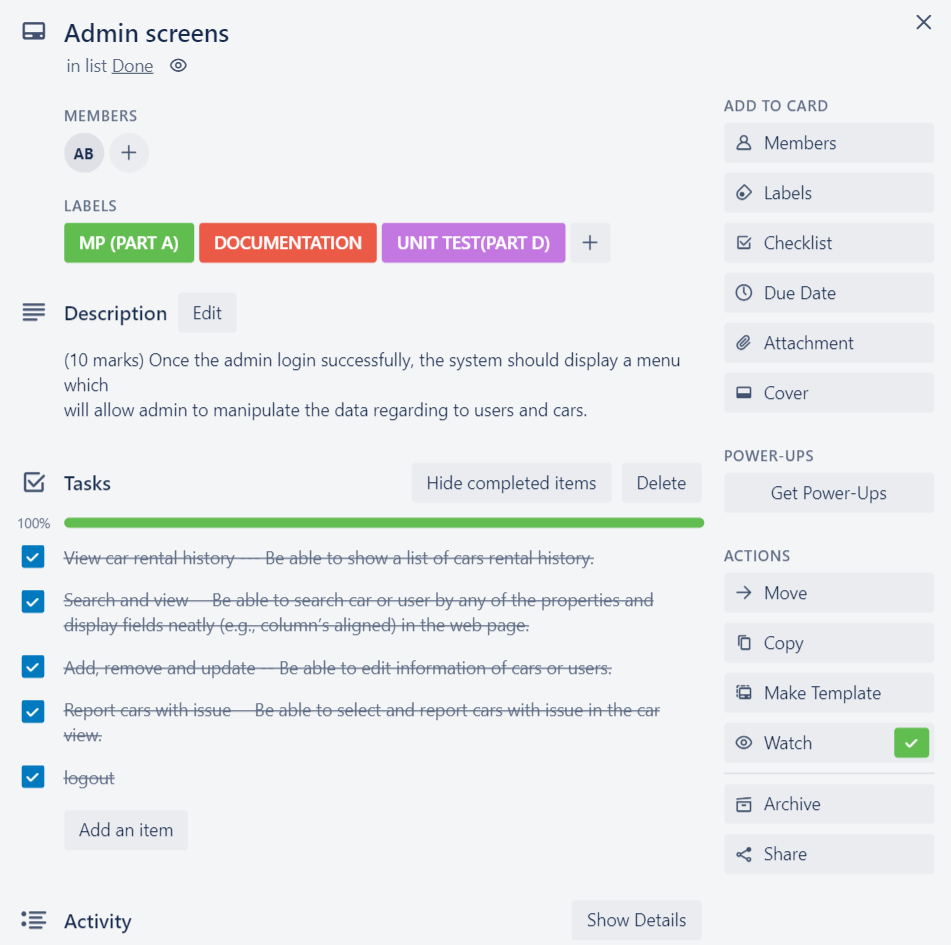 Admin screens
in list Done
MEMBERS
AB
LABELS
MP (PART A) DOCUMENTATION UNIT TEST(PART D)
Description Edit
(10 marks) Once the admin login successfully, the system should display a menu
which
will allow admin to manipulate the data regarding to users and cars.
Tasks Hide completed items Delete
100%
View car rental history --- Be able to show a list of cars rental history.
Search and view -- Be able to search car or user by any of the properties and
display fields neatly (e.g., column's aligned) in the web page.
Add, remove and update -- Be able to edit information of cars or users.
Report cars with issue -- Be able to select and report cars with issue in the car
view.
logout
Add an item
Activity Show Details
ADD TO CARD
Members
Labels
Checklist
Due Date
Attachment
Cover
POWER-UPS
Get Power-Ups
ACTIONS
Move
Copy
Make Template
Watch
Archive
Share